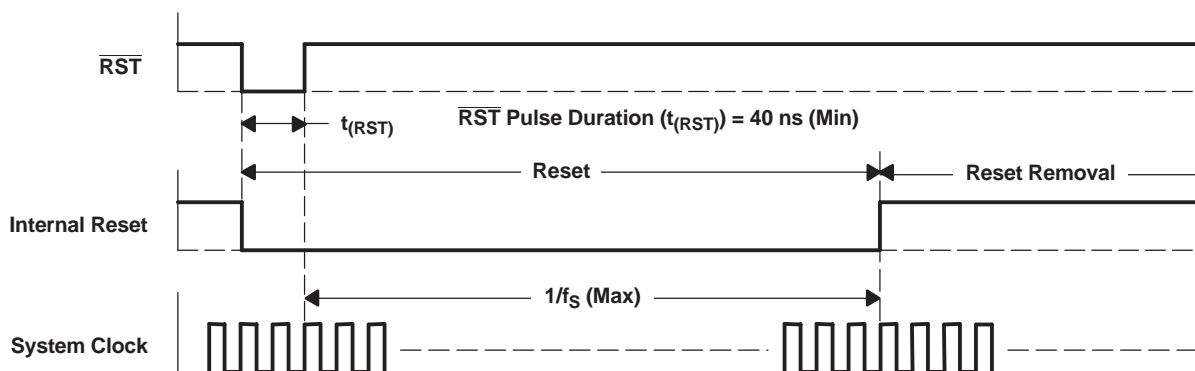 RST
t(RST)
RST Pulse Duration (t(RST)) = 40 ns (Min)
Reset
Reset Removal
Internal Reset
1/fS (Max)
System Clock